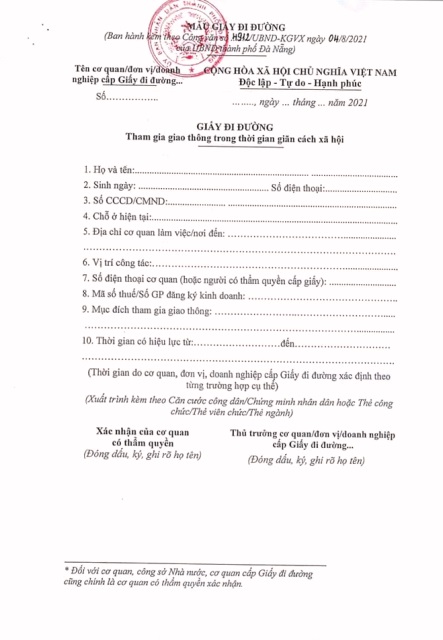 MẪU GIẤY ĐI ĐƯỜNG
(Ban hành kèm theo Công văn số 4942/UBND-KGVX ngày 04/8/2021
của UBND thành phố Đà Nẵng)
Tên cơ quan/đơn vị/doanh
nghiệp cấp Giấy đi đường...
Số..................
CỘNG HÒA XÃ HỘI CHỦ NGHĨA VIỆT NAM
Độc lập - Tự do - Hạnh phúc
........, ngày ... tháng ... năm 2021
GIẤY ĐI ĐƯỜNG
Tham gia giao thông trong thời gian giãn cách xã hội
1. Họ và tên:
2. Sinh ngày: Số điện thoại:
3. Số CCCD/CMND:
4. Chỗ ở hiện tại:
5. Địa chỉ cơ quan làm việc/nơi đến:
6. Vị trí công tác:
7. Số điện thoại cơ quan (hoặc người có thẩm quyền cấp giấy):
8. Mã số thuế/Số GP đăng ký kinh doanh:
9. Mục đích tham gia giao thông:
10. Thời gian có hiệu lực từ: đến
(Thời gian do cơ quan, đơn vị, doanh nghiệp cấp Giấy đi đường xác định theo
từng trường hợp cụ thể)
(Xuất trình kèm theo Căn cước công dân/Chứng minh nhân dân hoặc Thẻ công
chức/Thẻ viên chức/Thẻ ngành)
Xác nhận của cơ quan
có thẩm quyền
(Đóng dấu, ký, ghi rõ họ tên)
Thủ trưởng cơ quan/đơn vị/doanh nghiệp
cấp Giấy đi đường...
(Đóng dấu, ký, ghi rõ họ tên)
* Đối với cơ quan, công sở Nhà nước, cơ quan cấp Giấy đi đường
cũng chính là cơ quan có thẩm quyền xác nhận.